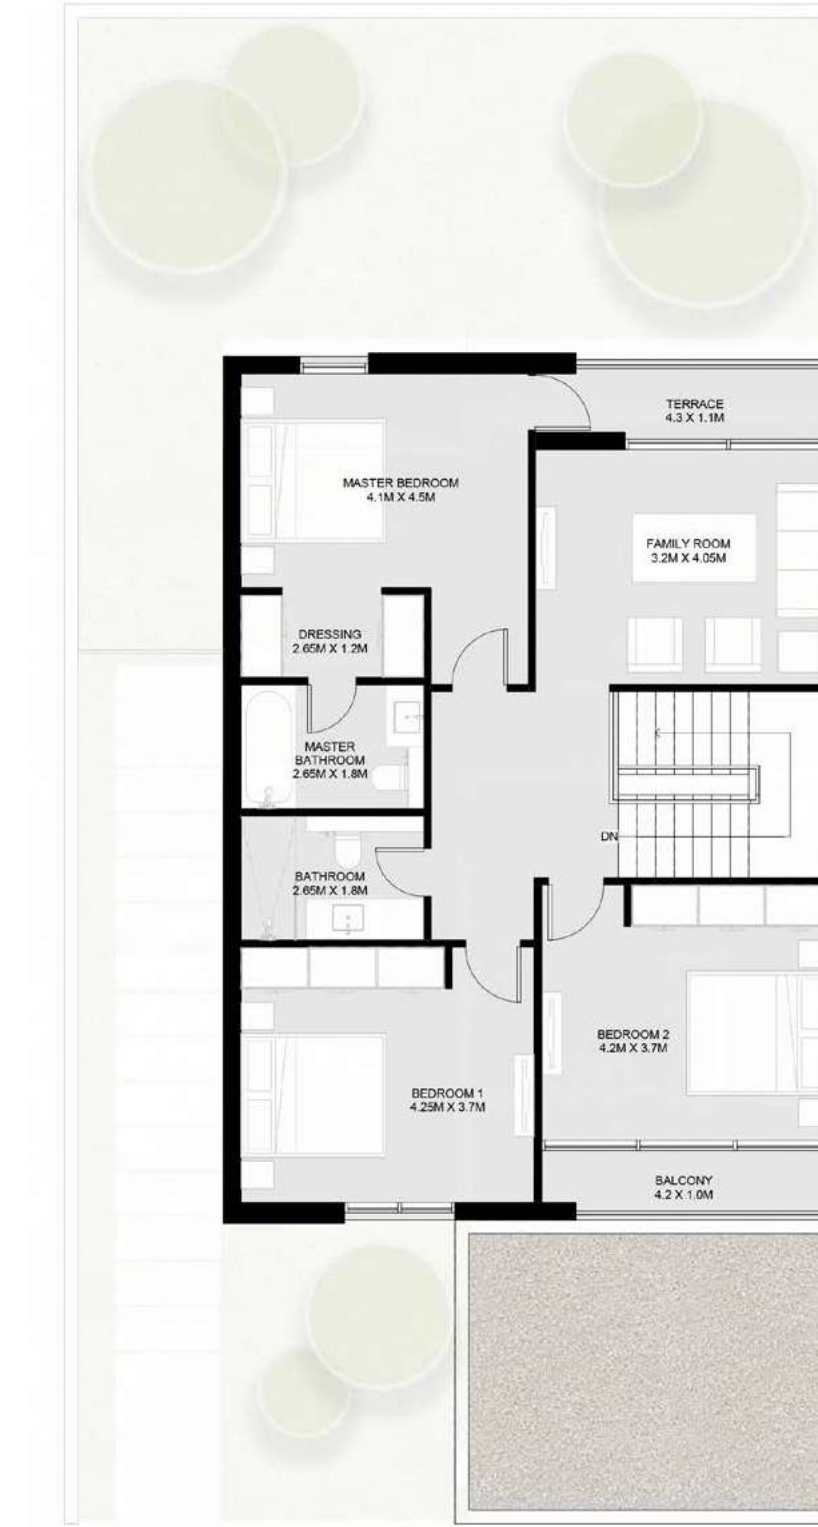 TERRACE
4.3 X 1.1M
MASTER BEDROOM
4.1M X 4.5M
FAMILY ROOM
3.2M X 4.05M
DRESSING
2.65M X 1.2M
MASTER
BATHROOM
2.65M X 1.8M
DN
BATHROOM
2.65M X 1.8M
BEDROOM 2
4.2M X 3.7M
BEDROOM 1
4.25M X 3.7M
BALCONY
4.2 X 1.0M